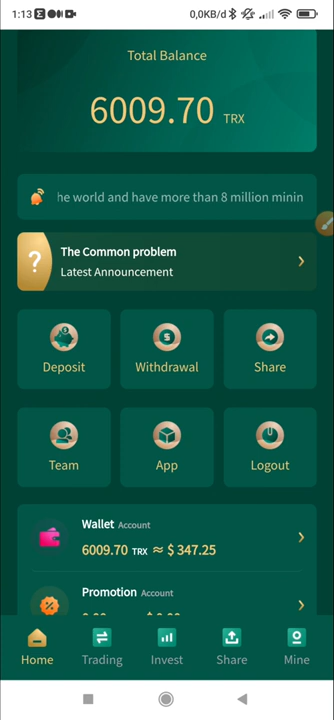 1:13
0,0KB/d
Total Balance
6009.70 TRX
he world and have more than 8 million minin
The Common problem
Latest Announcement
Deposit
Withdrawal
Share
Team
App
Logout
Wallet Account
6009.70 TRX ≈ $ 347.25
Promotion Account
Home
Trading
Invest
Share
Mine